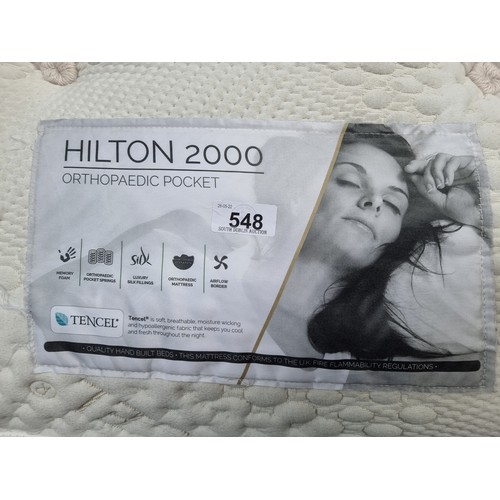 HILTON 2000
ORTHOPAEDIC POCKET
548
SOUTH DUBLIN AUCTION
MEMORY
FOAM
ORTHOPAEDIC
POCKET SPRINGS
Silk
LUXURY
SILK FILLINGS
ORTHOPAEDIC
MATTRESS
AIRFLOW
BORDER
TENCEL®
Tencel® is soft, breathable, moisture wicking
and hypoallergenic fabric that keeps you cool
and fresh throughout the night.
• QUALITY HAND BUILT BEDS • THIS MATTRESS CONFORMS TO THE U.K FIRE FLAMMABILITY REGULATIONS •